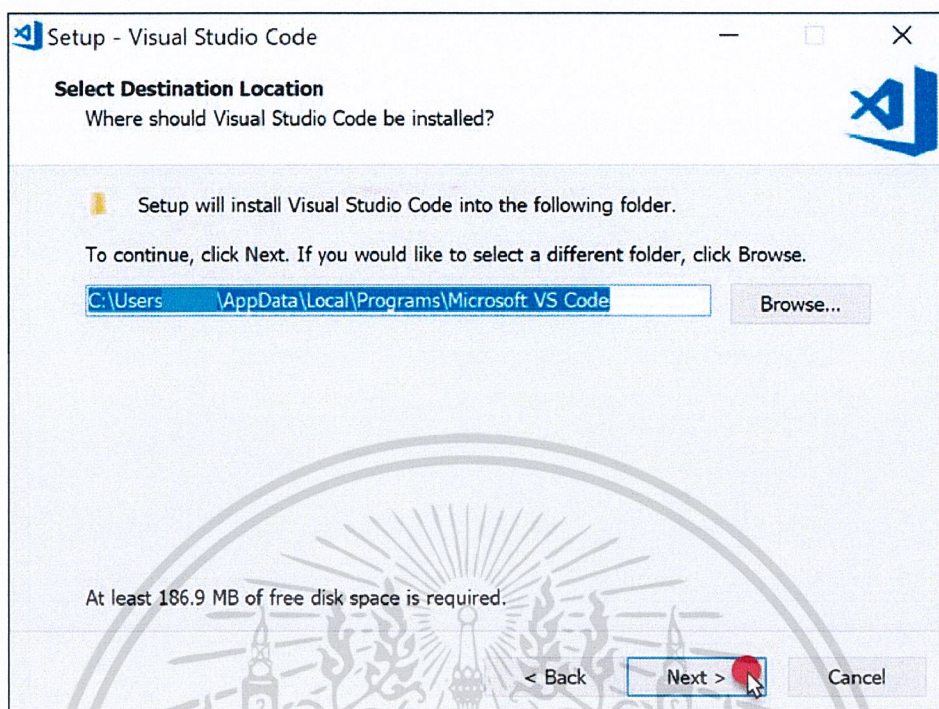 Setup - Visual Studio Code
Select Destination Location
Where should Visual Studio Code be installed?
Setup will install Visual Studio Code into the following folder.
To continue, click Next. If you would like to select a different folder, click Browse.
C:\Users \AppData\Local\Programs\Microsoft VS Code
Browse...
At least 186.9 MB of free disk space is required.
< Back
Next >
Cancel